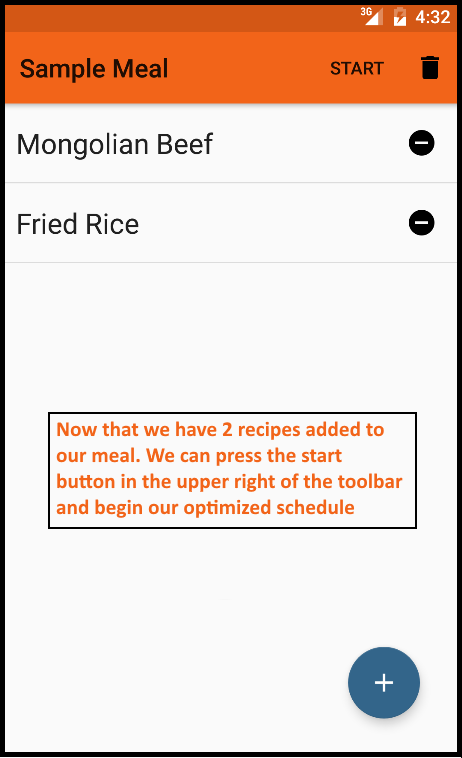 3G 4:32
Sample Meal START
Mongolian Beef
Fried Rice
Now that we have 2 recipes added to
our meal. We can press the start
button in the upper right of the toolbar
and begin our optimized schedule